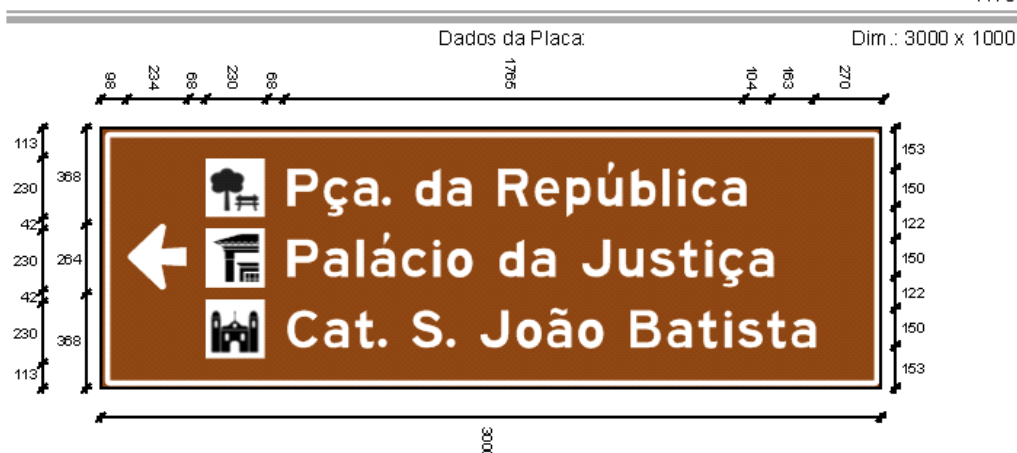 Dados da Placa:
Dim.: 3000 x 1000
98 234 68 230 68 1765 104 163 270
113 368 153
230 150
42 122
230 264 150
42 122
230 368 150
113 153
Pça. da República
Palácio da Justiça
Cat. S. João Batista